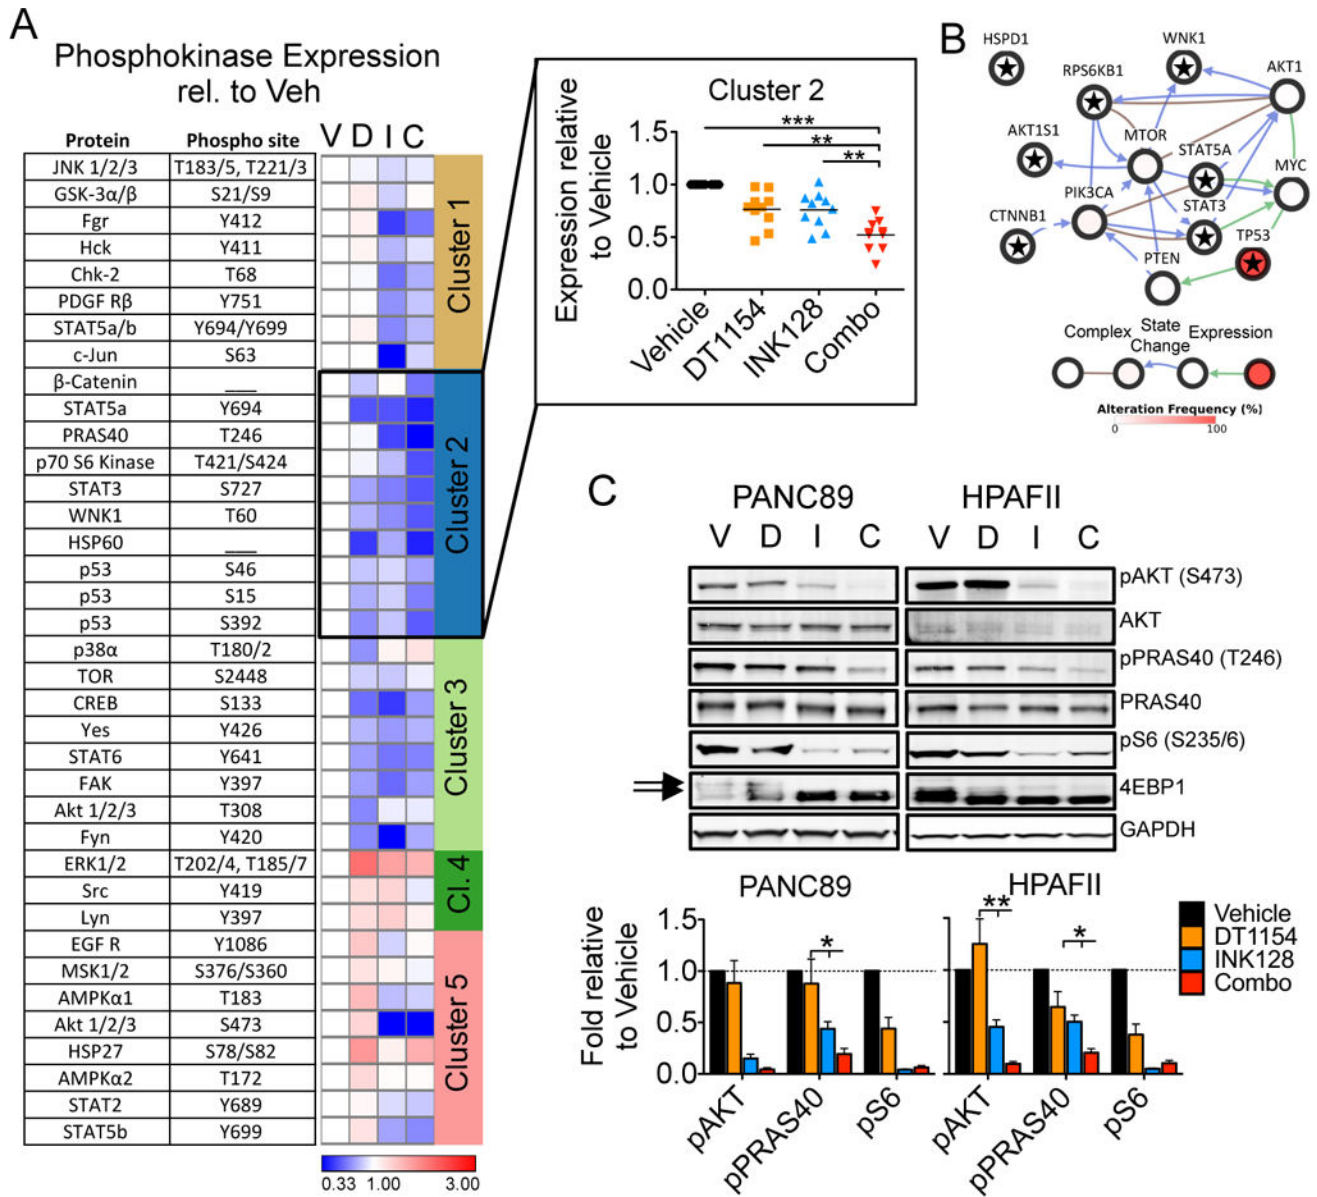 A
Phosphokinase Expression
rel. to Veh
Protein Phospho site V D I C
JNK 1/2/3 T183/5, T221/3
GSK-3α/β S21/S9
Fgr Y412
Hck Y411
Chk-2 T68
PDGF Rβ Y751
STAT5a/b Y694/Y699
c-Jun S63
β-Catenin ___
STAT5a Y694
PRAS40 T246
p70 S6 Kinase T421/S424
STAT3 S727
WNK1 T60
HSP60 ___
p53 S46
p53 S15
p53 S392
p38α T180/2
TOR S2448
CREB S133
Yes Y426
STAT6 Y641
FAK Y397
Akt 1/2/3 T308
Fyn Y420
ERK1/2 T202/4, T185/7
Src Y419
Lyn Y397
EGF R Y1086
MSK1/2 S376/S360
AMPKα1 T183
Akt 1/2/3 S473
HSP27 S78/S82
AMPKα2 T172
STAT2 Y689
STAT5b Y699
Cluster 1
Cluster 2
Cluster 3
Cl. 4
Cluster 5
0.33 1.00 3.00
Cluster 2
Expression relative
to Vehicle
1.5
1.0
0.5
0.0
***
**
**
Vehicle
DT1154
INK128
Combo
B
HSPD1
WNK1
RPS6KB1
AKT1
AKT1S1
MTOR
STAT5A
MYC
PIK3CA
STAT3
CTNNB1
TP53
PTEN
Complex
State
Change
Expression
Alteration Frequency (%)
0 100
C
PANC89 HPAFII
V D I C V D I C
pAKT (S473)
AKT
pPRAS40 (T246)
PRAS40
pS6 (S235/6)
4EBP1
GAPDH
PANC89 HPAFII
Fold relative
to Vehicle
1.5
1.0
0.5
0.0
*
**
*
pAKT
pPRAS40
pS6
pAKT
pPRAS40
pS6
Vehicle
DT1154
INK128
Combo